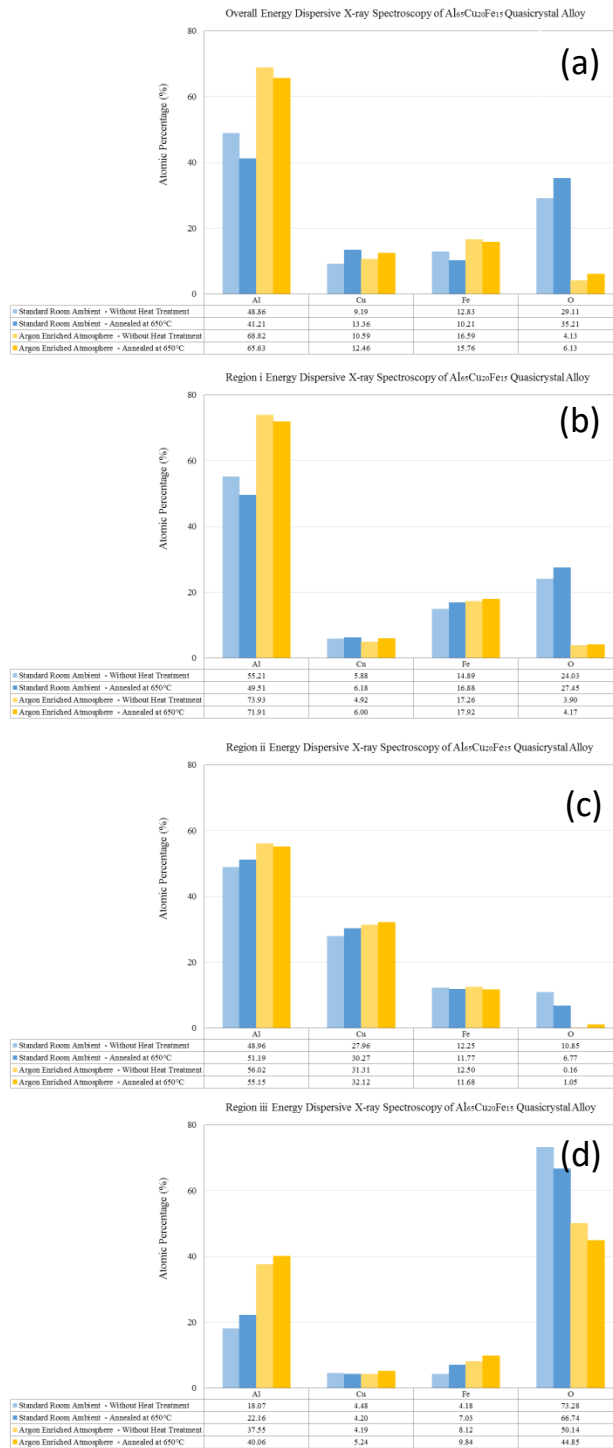 Overall Energy Dispersive X-ray Spectroscopy of Al₆₅Cu₂₀Fe₁₅ Quasicrystal Alloy
(a)
Atomic Percentage (%)
80
60
40
20
0
Al Cu Fe O
Standard Room Ambient - Without Heat Treatment 48.86 9.19 12.83 29.11
Standard Room Ambient - Annealed at 650°C 41.21 13.36 10.21 35.21
Argon Enriched Atmosphere - Without Heat Treatment 68.82 10.59 16.59 4.13
Argon Enriched Atmosphere - Annealed at 650°C 65.63 12.46 15.76 6.13
Region i Energy Dispersive X-ray Spectroscopy of Al₆₅Cu₂₀Fe₁₅ Quasicrystal Alloy
(b)
Atomic Percentage (%)
80
60
40
20
0
Al Cu Fe O
Standard Room Ambient - Without Heat Treatment 55.21 5.88 14.89 24.03
Standard Room Ambient - Annealed at 650°C 49.51 6.18 16.88 27.45
Argon Enriched Atmosphere - Without Heat Treatment 73.93 4.92 17.26 3.90
Argon Enriched Atmosphere - Annealed at 650°C 71.91 6.00 17.92 4.17
Region ii Energy Dispersive X-ray Spectroscopy of Al₆₅Cu₂₀Fe₁₅ Quasicrystal Alloy
(c)
Atomic Percentage (%)
80
60
40
20
0
Al Cu Fe O
Standard Room Ambient - Without Heat Treatment 48.96 27.96 12.25 10.85
Standard Room Ambient - Annealed at 650°C 51.19 30.27 11.77 6.77
Argon Enriched Atmosphere - Without Heat Treatment 56.02 31.31 12.50 0.16
Argon Enriched Atmosphere - Annealed at 650°C 55.15 32.12 11.68 1.05
Region iii Energy Dispersive X-ray Spectroscopy of Al₆₅Cu₂₀Fe₁₅ Quasicrystal Alloy
(d)
Atomic Percentage (%)
80
60
40
20
0
Al Cu Fe O
Standard Room Ambient - Without Heat Treatment 18.07 4.48 4.18 73.28
Standard Room Ambient - Annealed at 650°C 22.16 4.20 7.03 66.74
Argon Enriched Atmosphere - Without Heat Treatment 37.55 4.19 8.12 50.14
Argon Enriched Atmosphere - Annealed at 650°C 40.06 5.24 9.84 44.85